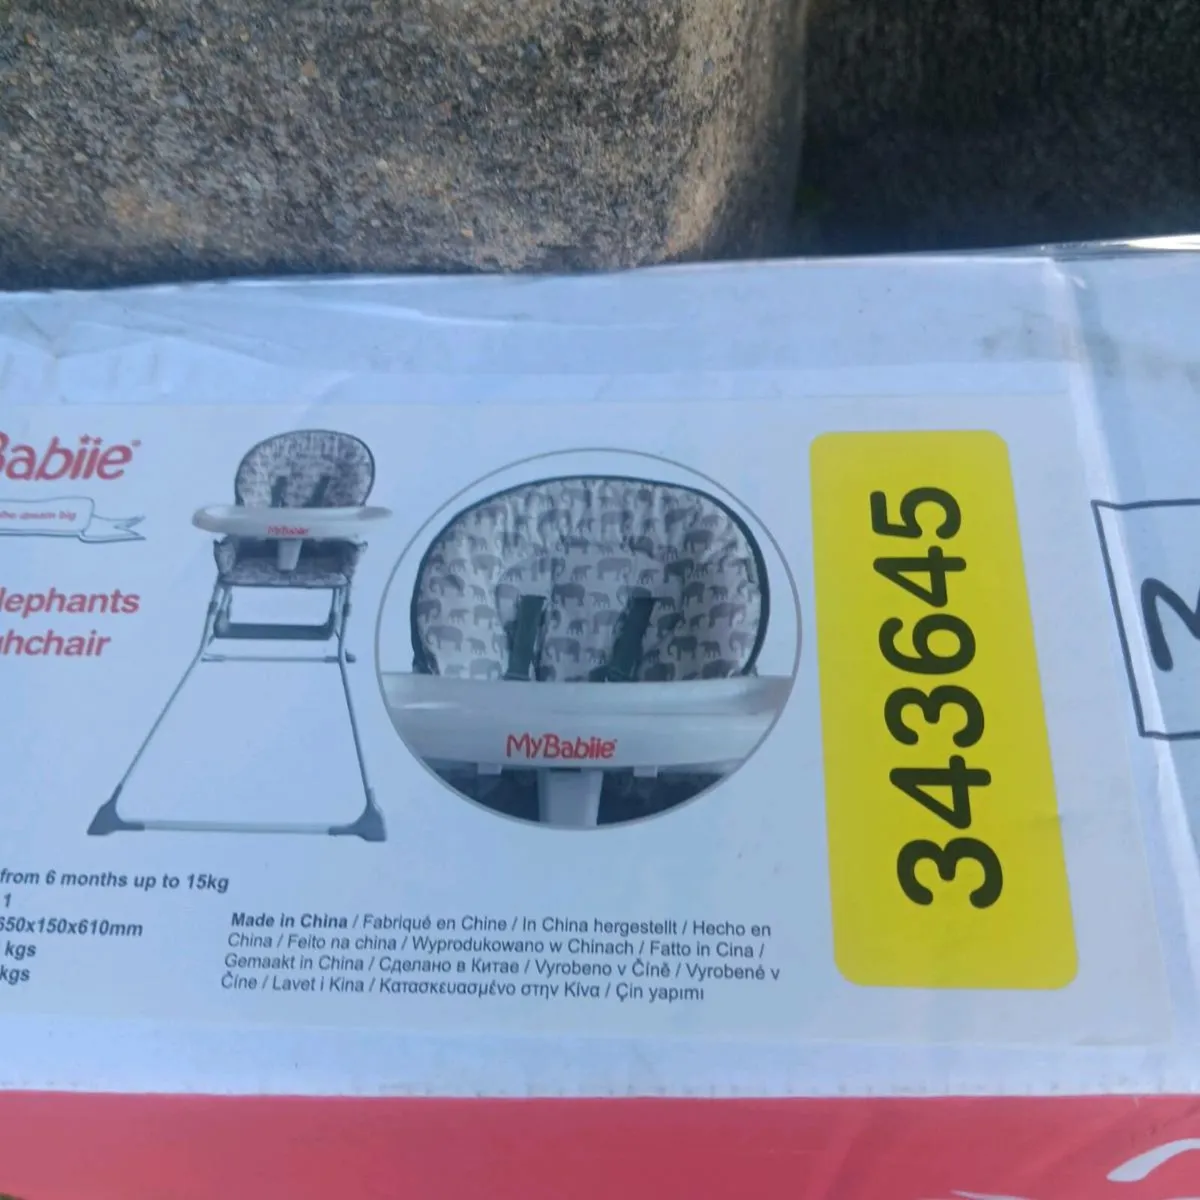 Babiie
lephants
hchair
MyBabiie
MyBabiie
343645
from 6 months up to 15kg
1
650x150x610mm
kgs
kgs
Made in China / Fabriqué en Chine / In China hergestellt / Hecho en
China / Feito na china / Wyprodukowano w Chinach / Fatto in Cina /
Gemaakt in China / Сделано в Китае / Vyrobeno v Číně / Vyrobené v
Číne / Lavet i Kina / Κατασκευασμένο στην Κίνα / Çin yapımı